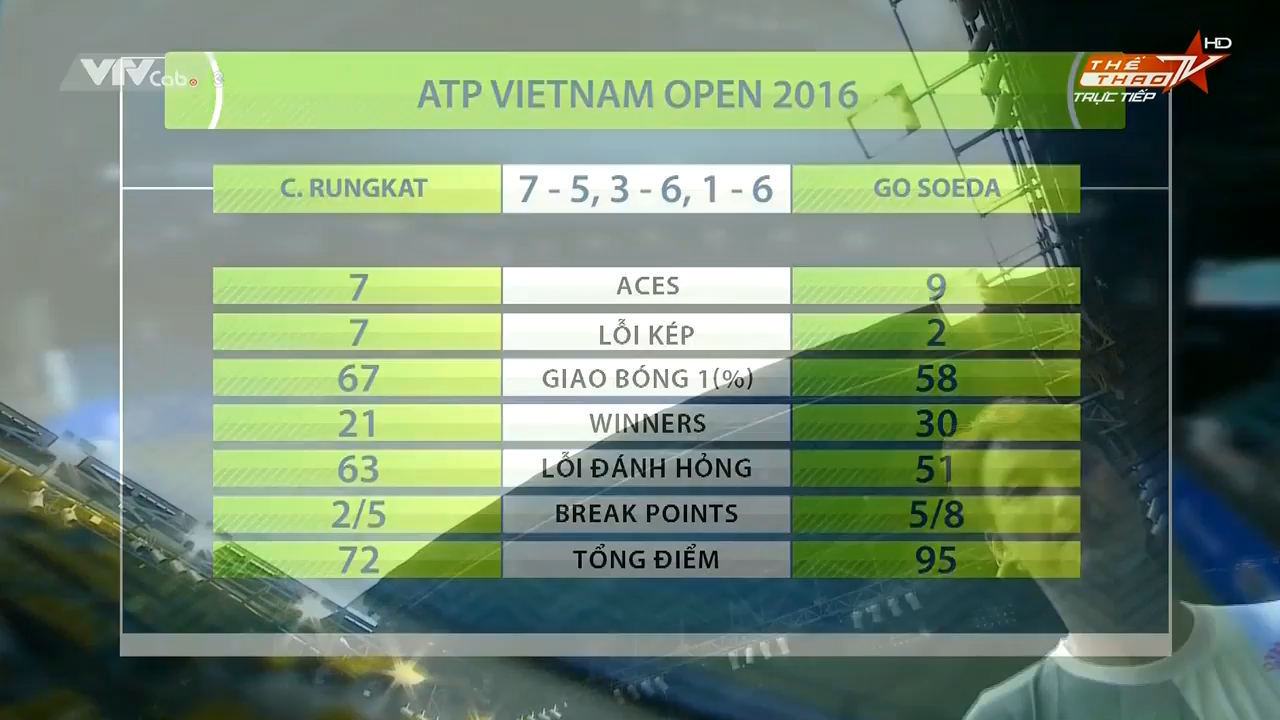 VTVCab 3
HD
THỂ THAO TV
TRỰC TIẾP
ATP VIETNAM OPEN 2016
C. RUNGKAT 7 - 5, 3 - 6, 1 - 6 GO SOEDA
7 ACES 9
7 LỖI KÉP 2
67 GIAO BÓNG 1(%) 58
21 WINNERS 30
63 LỖI ĐÁNH HỎNG 51
2/5 BREAK POINTS 5/8
72 TỔNG ĐIỂM 95